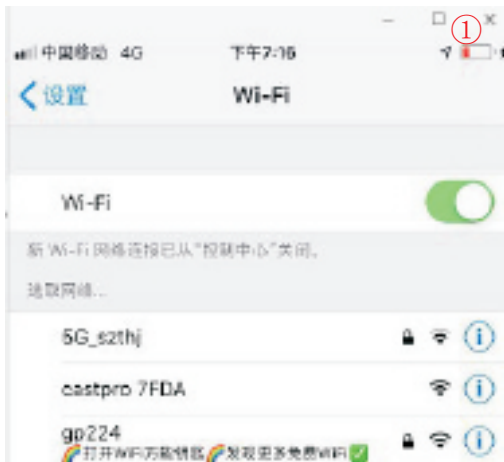 ①
中国移动 4G 下午7:16
设置 Wi-Fi
Wi-Fi
新 Wi-Fi 网络连接已从“控制中心”关闭。
选取网络...
5G_szthj
castpro 7FDA
gp224
🌈打开WiFi万能钥匙🌈发现更多免费WiFi✅